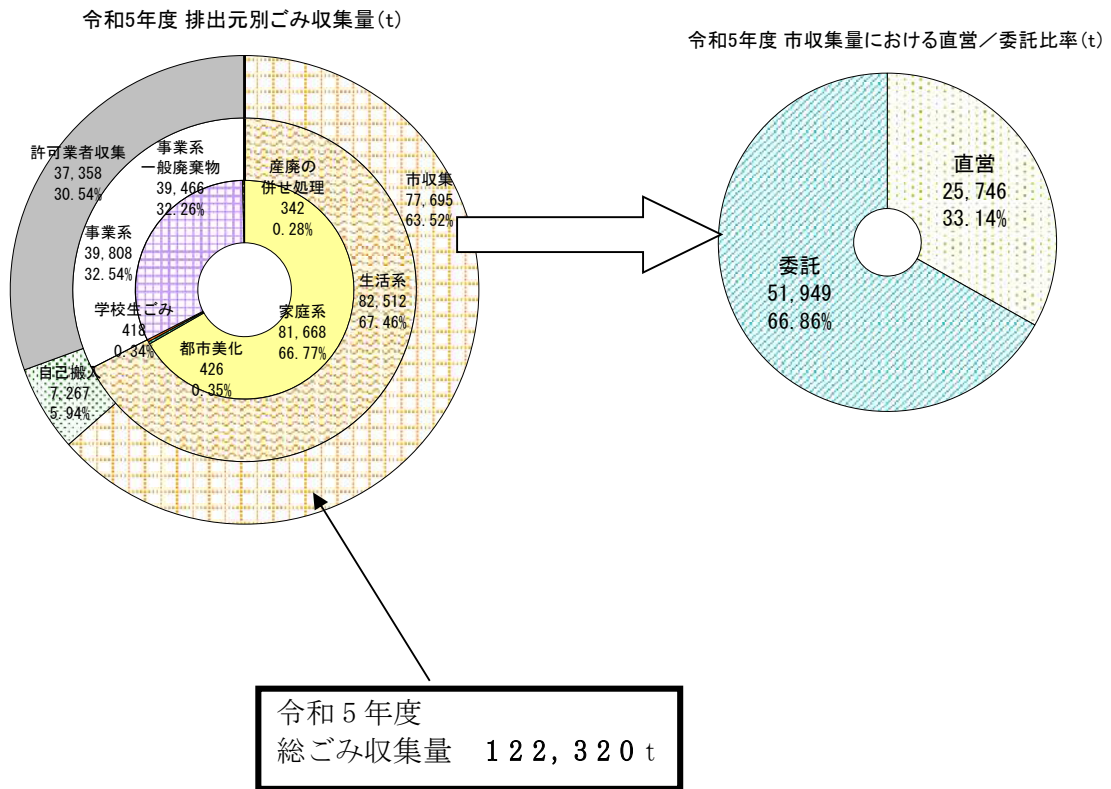 令和5年度 排出元別ごみ収集量(t)
許可業者収集
37,358
30.54%
事業系
一般廃棄物
39,466
32.26%
産廃の
併せ処理
342
0.28%
市収集
77,695
63.52%
事業系
39,808
32.54%
生活系
82,512
67.46%
家庭系
81,668
66.77%
学校生ごみ
418
0.34%
都市美化
426
0.35%
自己搬入
7,267
5.94%
令和5年度 市収集量における直営／委託比率(t)
直営
25,746
33.14%
委託
51,949
66.86%
令和５年度
総ごみ収集量　１２２，３２０ｔ